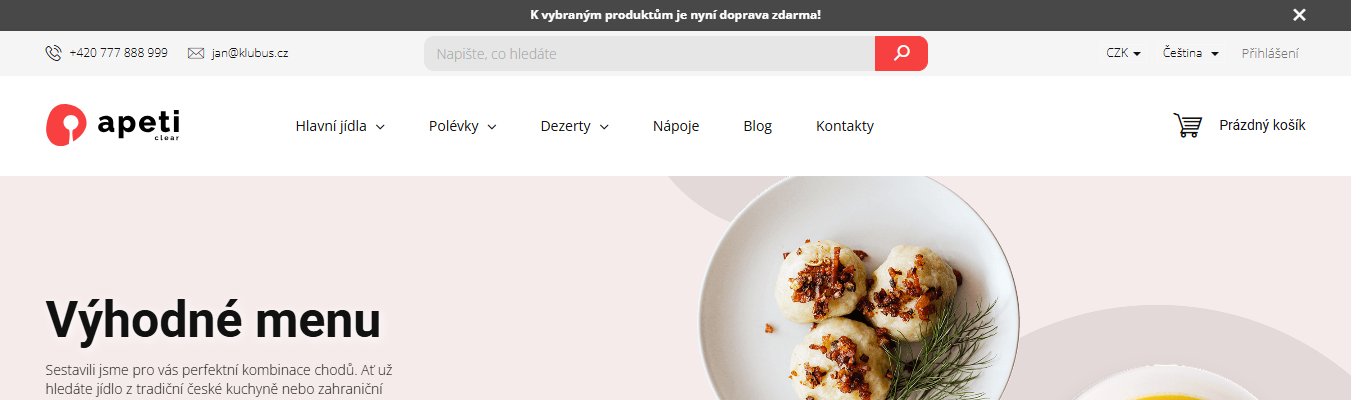 K vybraným produktům je nyní doprava zdarma!
+420 777 888 999
jan@klubus.cz
Napište, co hledáte
CZK
Čeština
Přihlášení
apeti
clear
Hlavní jídla
Polévky
Dezerty
Nápoje
Blog
Kontakty
Prázdný košík
Výhodné menu
Sestavili jsme pro vás perfektní kombinace chodů. Ať už
hledáte jídlo z tradiční české kuchyně nebo zahraniční